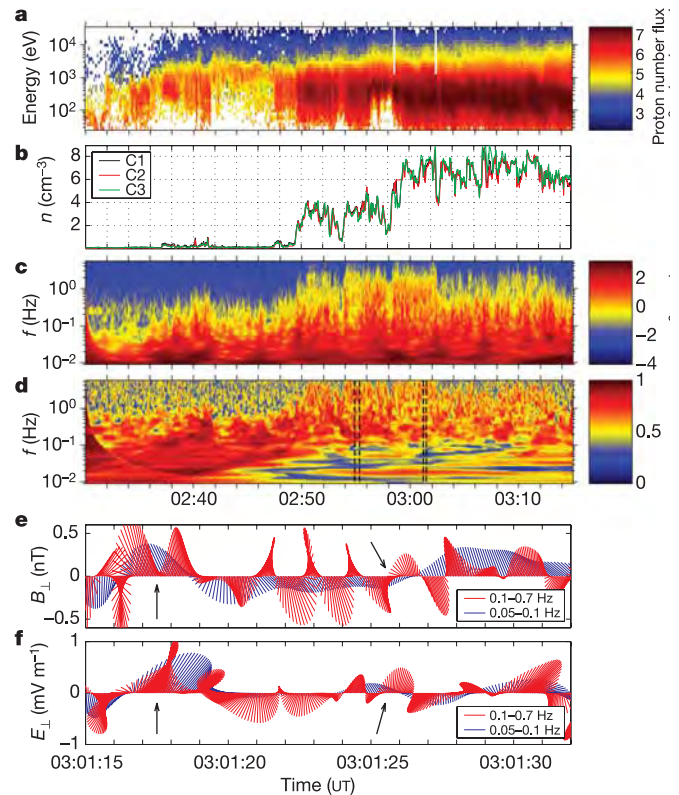 a
Energy (eV)
10⁴
10³
10²
7
6
5
4
3
Proton number flux
b
n (cm⁻³)
8
6
4
2
C1
C2
C3
c
f (Hz)
10⁰
10⁻¹
10⁻²
2
0
−2
−4
d
f (Hz)
10⁰
10⁻¹
10⁻²
1
0.5
0
02:40 02:50 03:00 03:10
e
B⊥ (nT)
0.5
0
−0.5
0.1–0.7 Hz
0.05–0.1 Hz
f
E⊥ (mV m⁻¹)
1
0
−1
0.1–0.7 Hz
0.05–0.1 Hz
03:01:15 03:01:20 03:01:25 03:01:30
Time (UT)